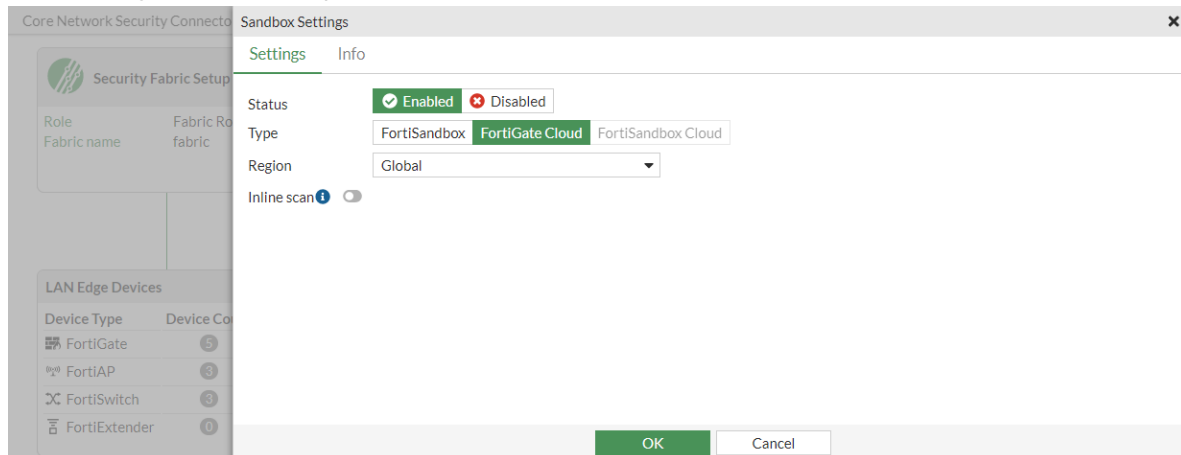 Core Network Security Connecto
Sandbox Settings
Settings Info
Security Fabric Setup
Role Fabric Ro
Fabric name fabric
Status Enabled Disabled
Type FortiSandbox FortiGate Cloud FortiSandbox Cloud
Region Global
Inline scan
LAN Edge Devices
Device Type Device Co
FortiGate 5
FortiAP 3
FortiSwitch 3
FortiExtender 0
OK Cancel